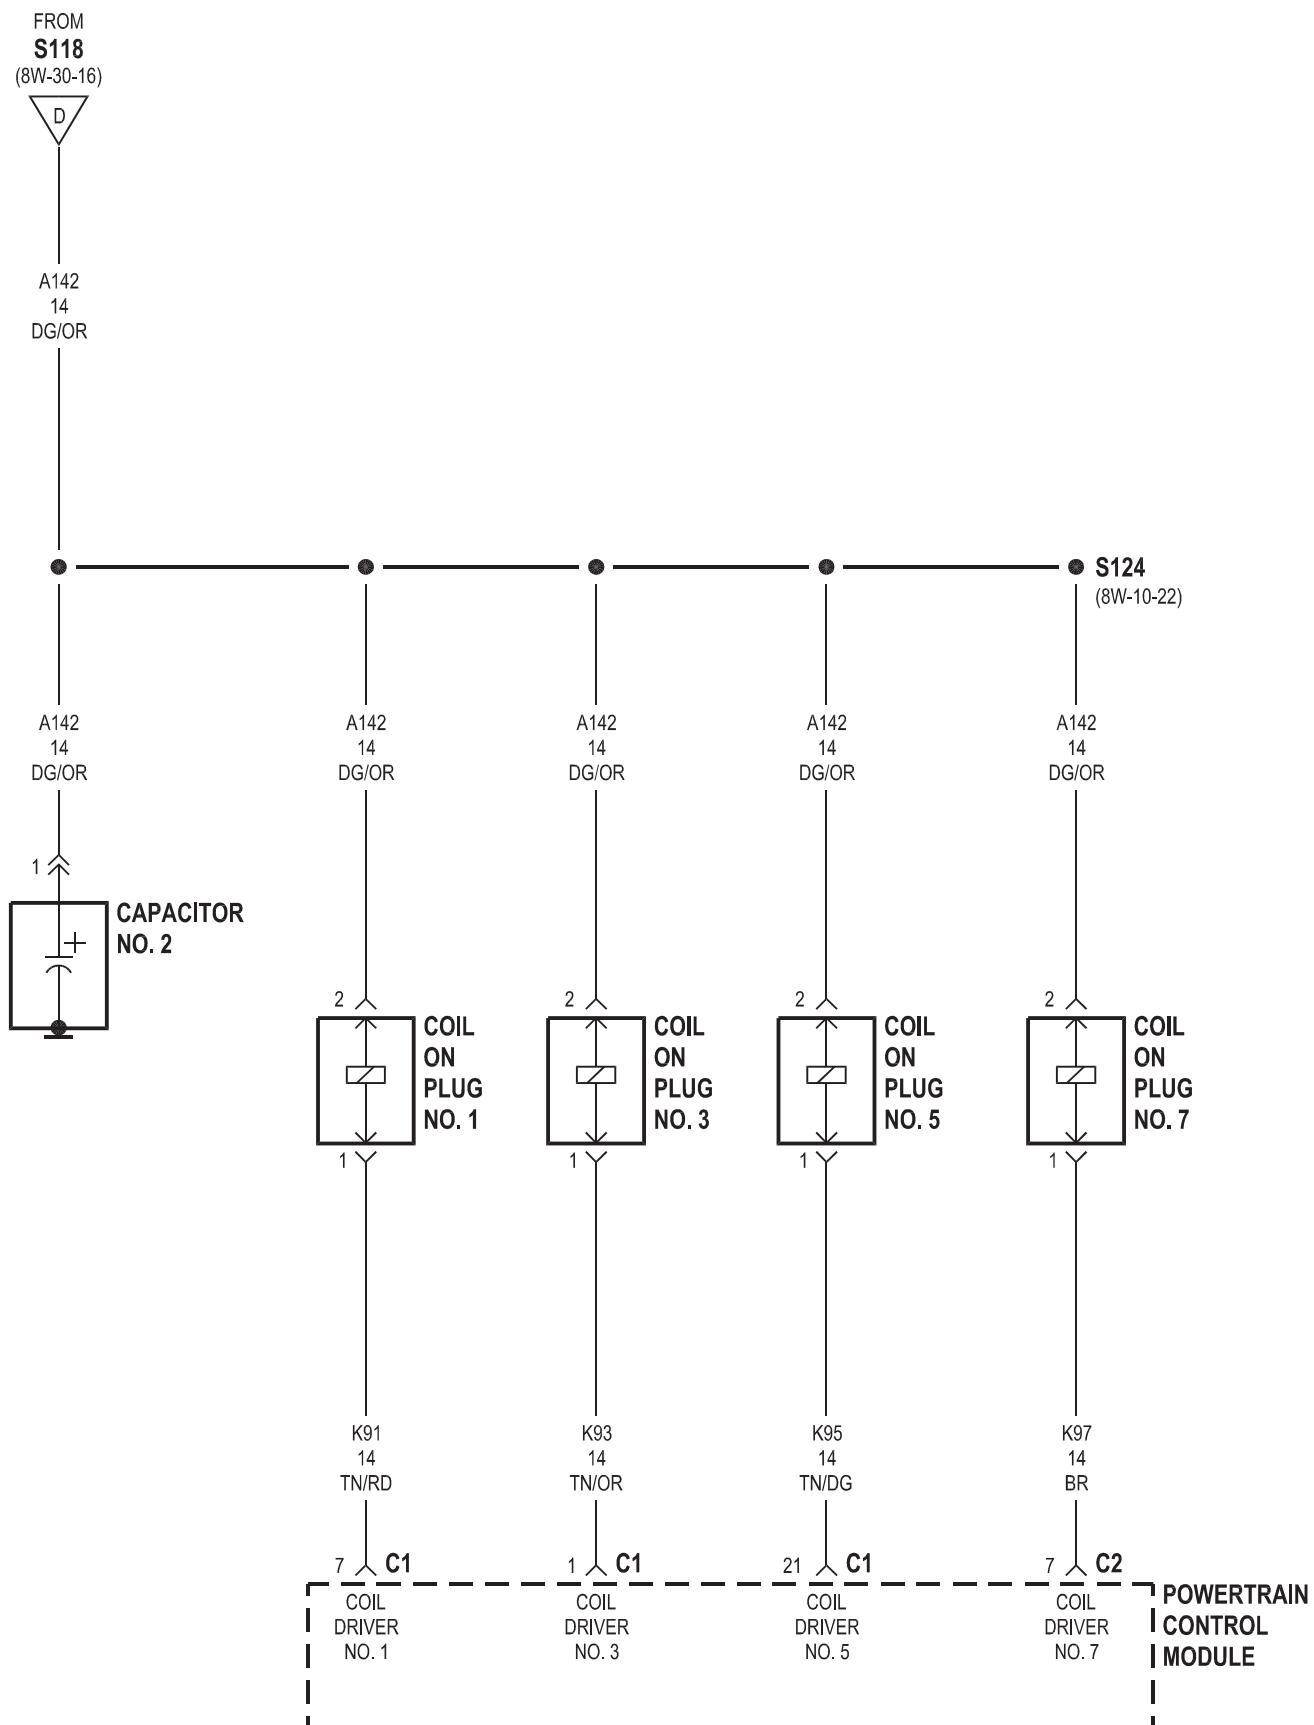 FROM
S118
(8W-30-16)
D
A142
14
DG/OR
S124
(8W-10-22)
A142
14
DG/OR
A142
14
DG/OR
A142
14
DG/OR
A142
14
DG/OR
A142
14
DG/OR
1
CAPACITOR
NO. 2
+
2
COIL
ON
PLUG
NO. 1
1
2
COIL
ON
PLUG
NO. 3
1
2
COIL
ON
PLUG
NO. 5
1
2
COIL
ON
PLUG
NO. 7
1
K91
14
TN/RD
K93
14
TN/OR
K95
14
TN/DG
K97
14
BR
7 C1
1 C1
21 C1
7 C2
COIL
DRIVER
NO. 1
COIL
DRIVER
NO. 3
COIL
DRIVER
NO. 5
COIL
DRIVER
NO. 7
POWERTRAIN
CONTROL
MODULE